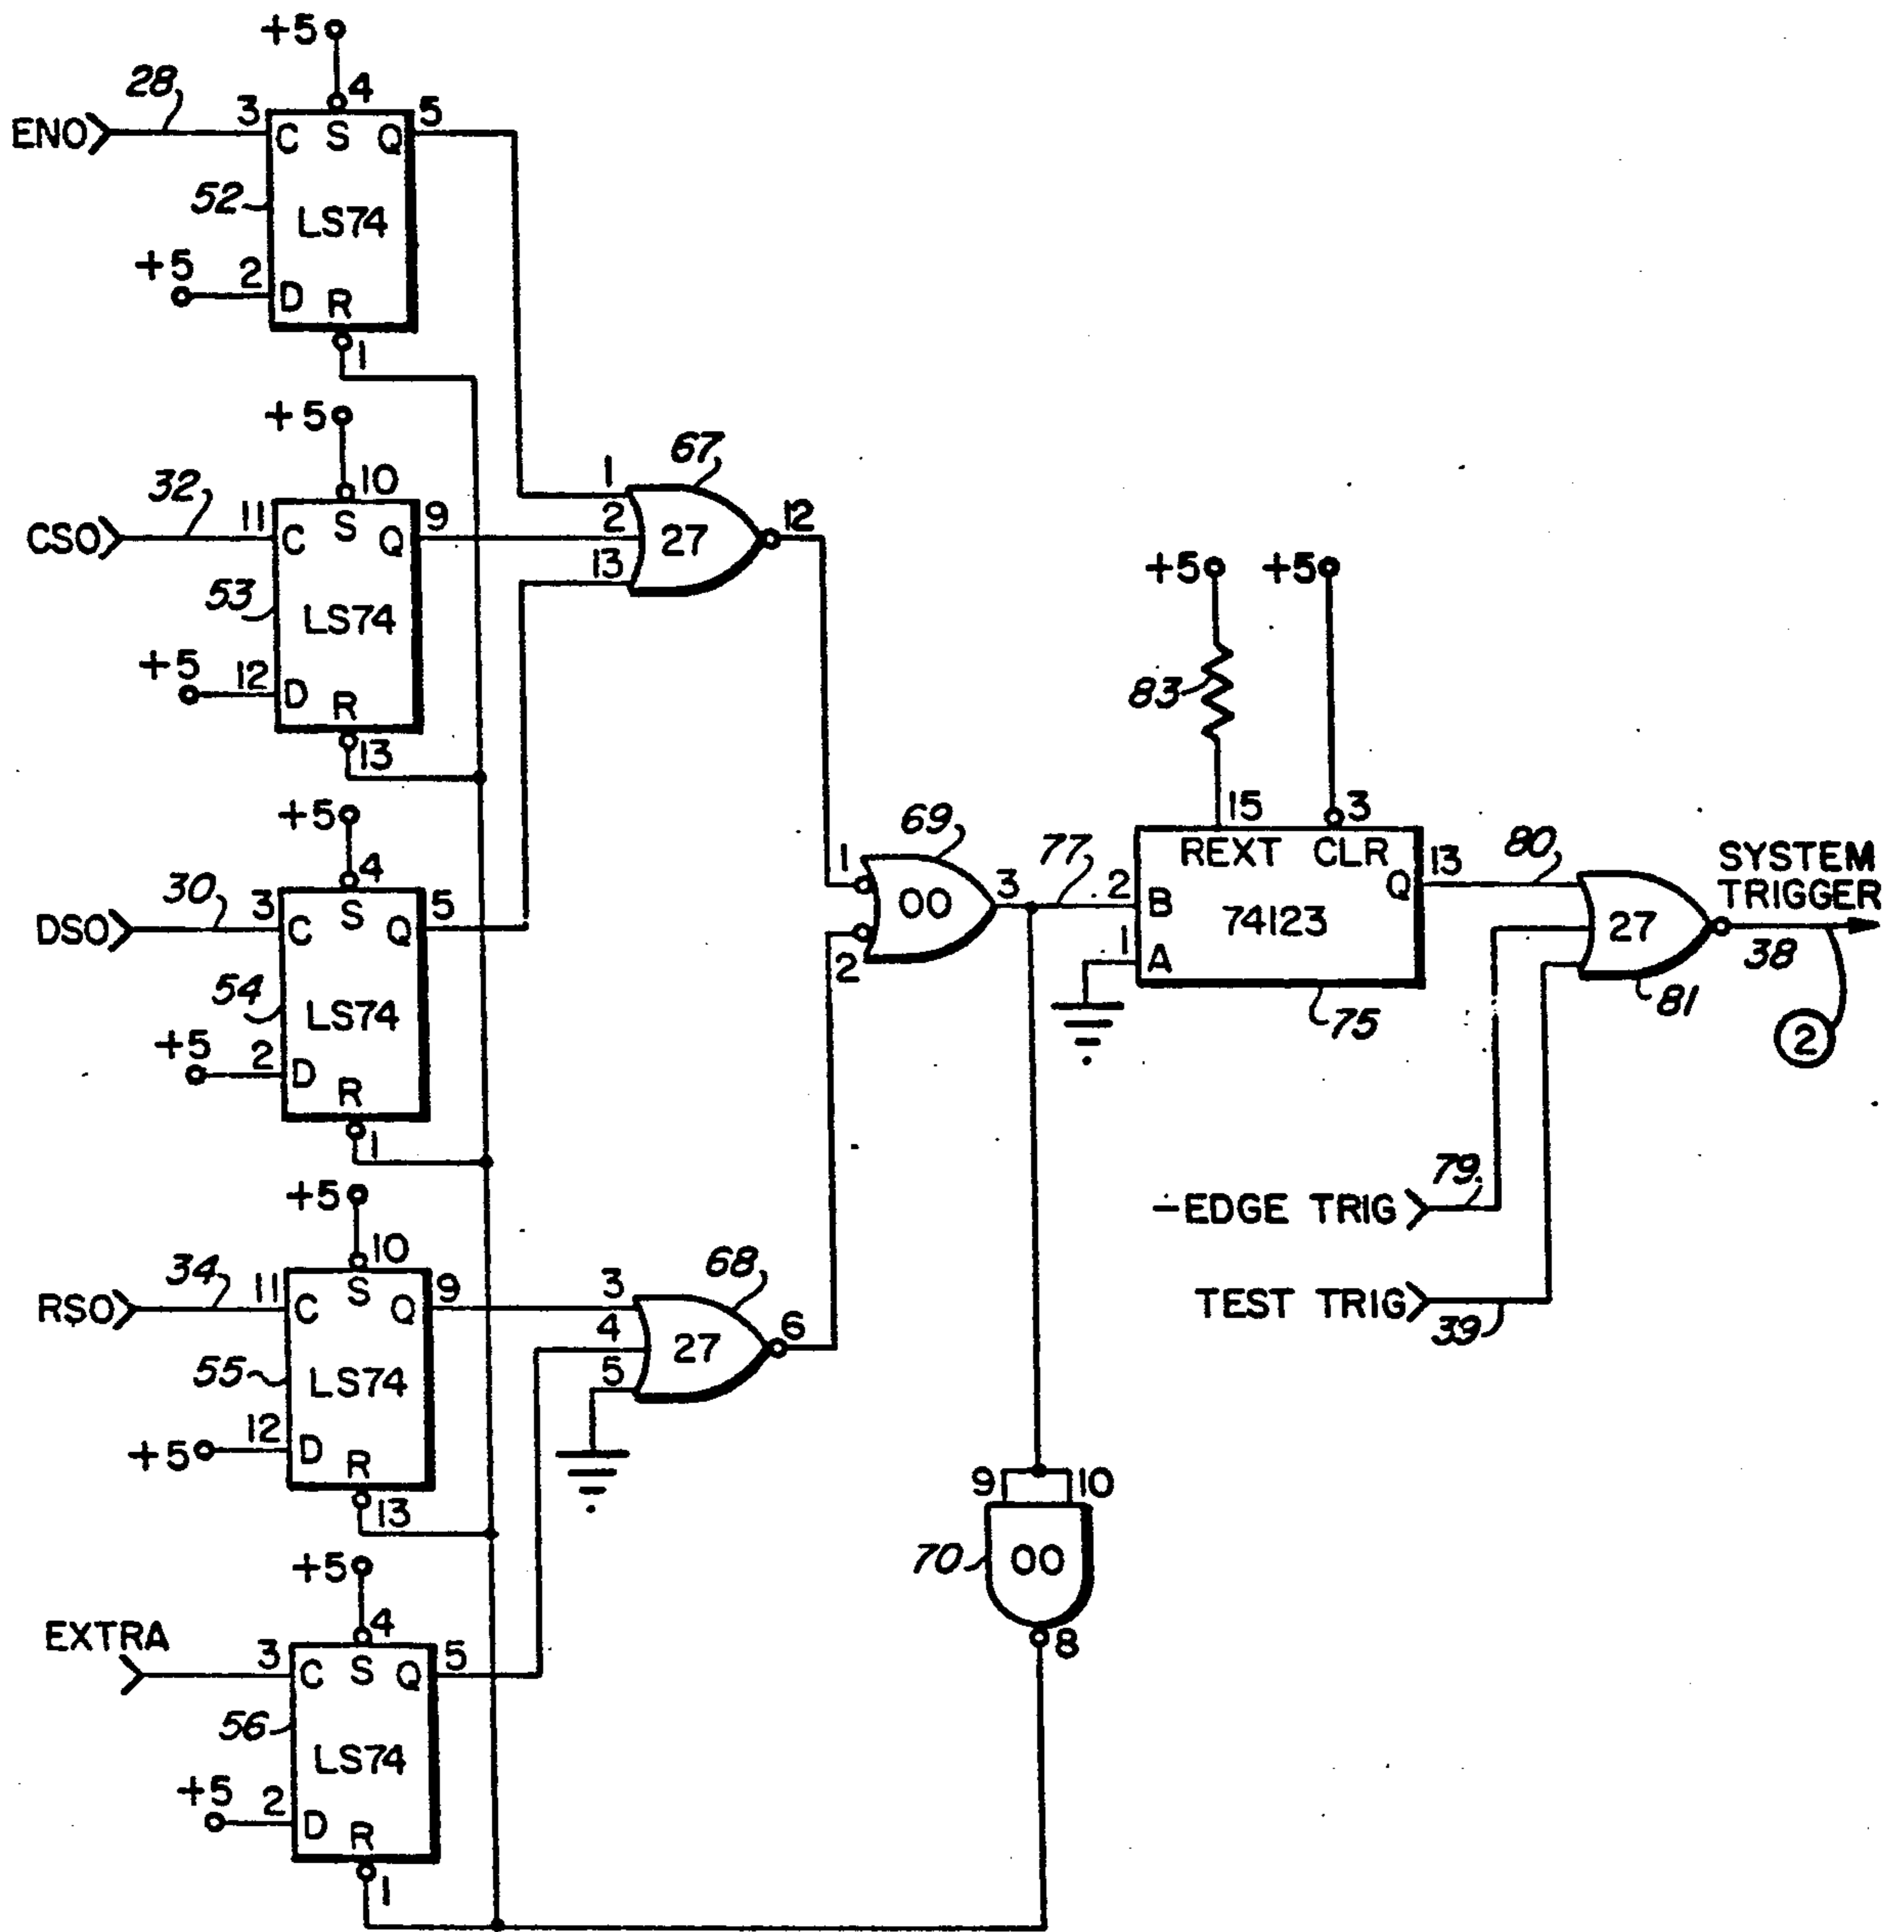 +5
ENO
28
3
4
5
C
S
Q
52
LS74
+5
2
D
R
1
+5
CSO
32
11
10
9
C
S
Q
53
LS74
+5
12
D
R
13
+5
DSO
30
3
4
5
C
S
Q
54
LS74
+5
2
D
R
1
+5
RSO
34
11
10
9
C
S
Q
55
LS74
+5
12
D
R
13
+5
EXTRA
3
4
5
C
S
Q
56
LS74
+5
2
D
R
1
67
1
2
13
27
12
68
3
4
5
27
6
69
1
2
00
3
77
70
9
10
00
8
+5
+5
83
15
3
REXT CLR
2
B
1
A
74123
Q
13
75
80
27
81
SYSTEM
TRIGGER
38
2
-EDGE TRIG
79
TEST TRIG
39